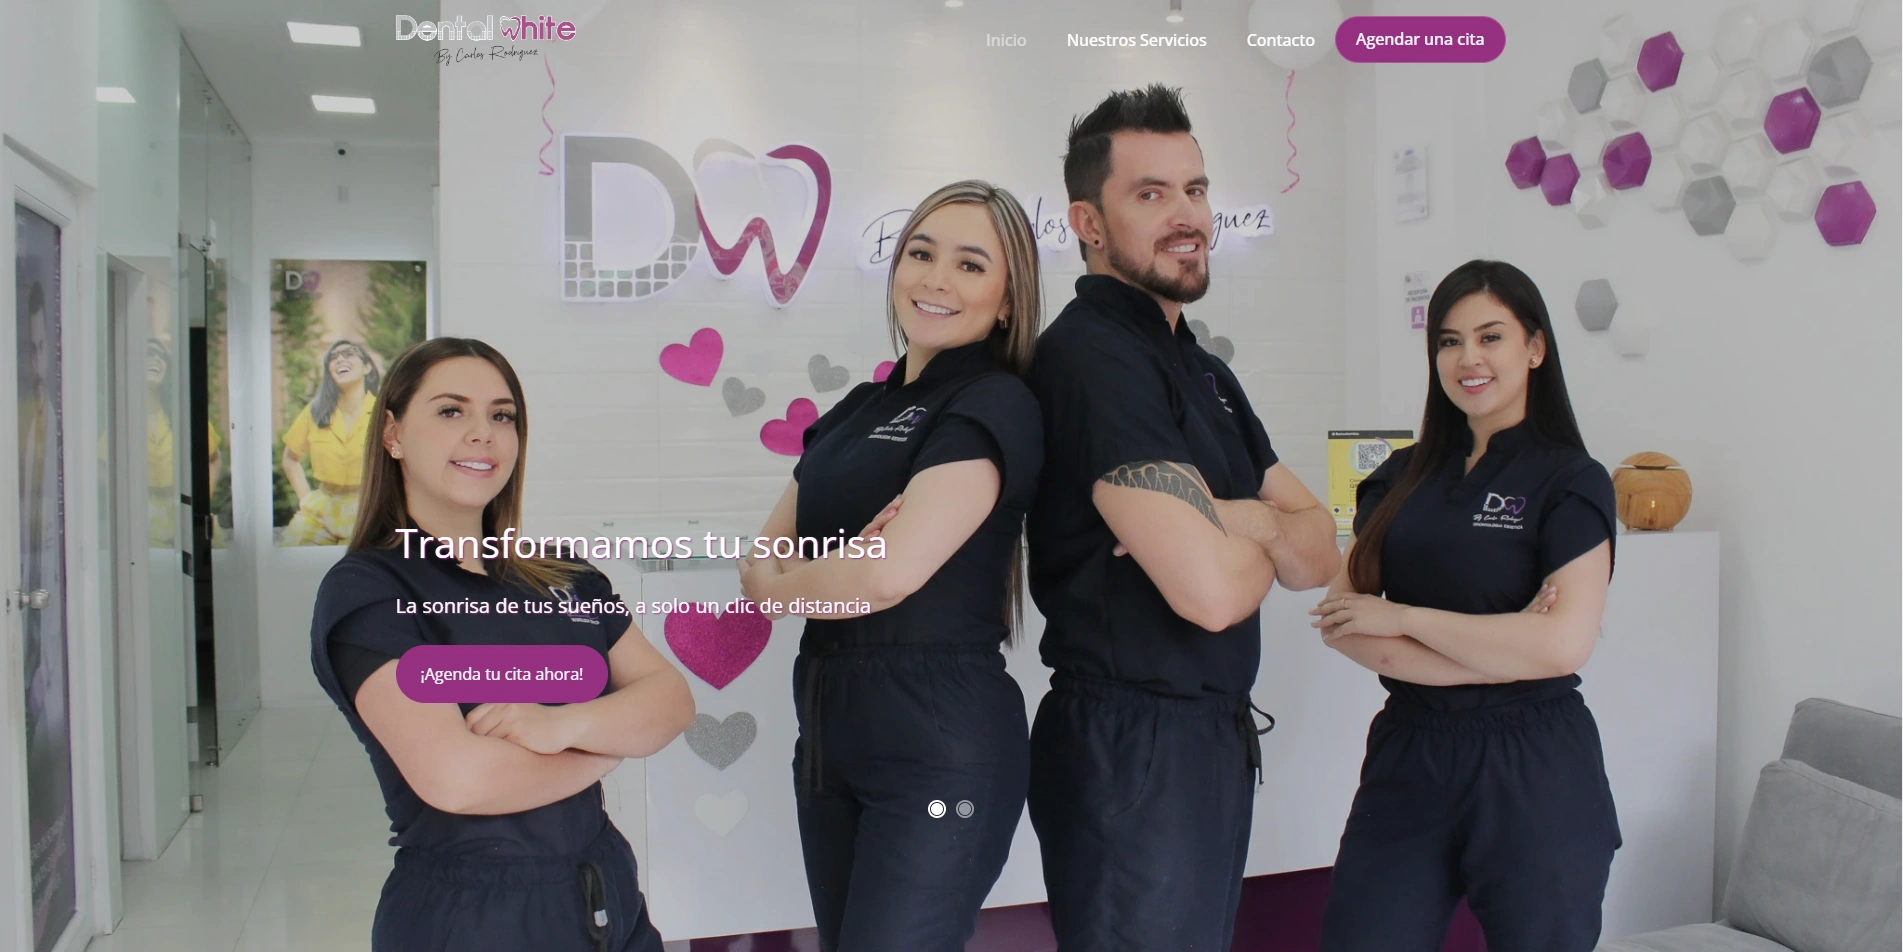 Dental White
By Carlos Rodriguez
Inicio
Nuestros Servicios
Contacto
Agendar una cita
DW
DW
Transformamos tu sonrisa
La sonrisa de tus sueños, a solo un clic de distancia
¡Agenda tu cita ahora!